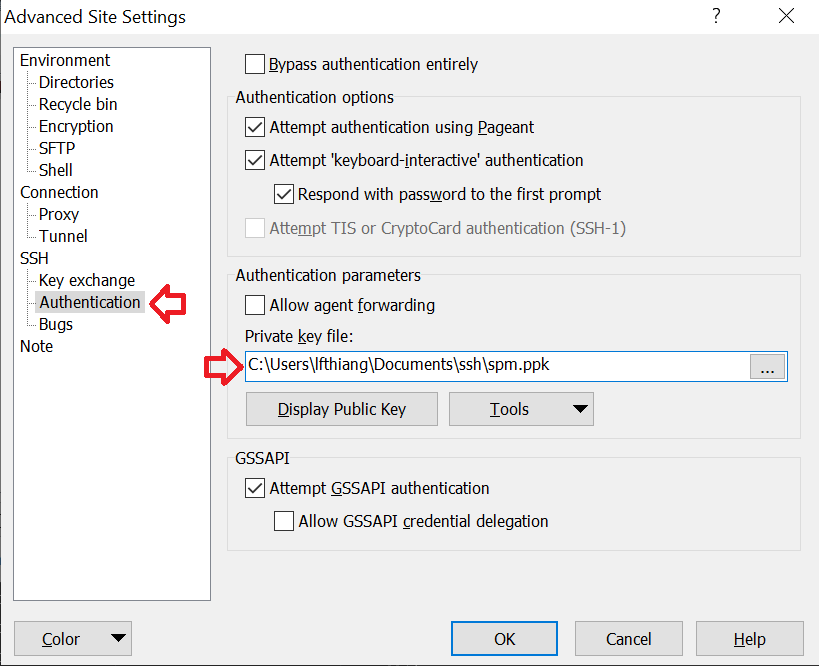 Advanced Site Settings
?
Environment
Directories
Recycle bin
Encryption
SFTP
Shell
Connection
Proxy
Tunnel
SSH
Key exchange
Authentication
Bugs
Note
Bypass authentication entirely
Authentication options
Attempt authentication using Pageant
Attempt 'keyboard-interactive' authentication
Respond with password to the first prompt
Attempt TIS or CryptoCard authentication (SSH-1)
Authentication parameters
Allow agent forwarding
Private key file:
C:\Users\lfthiang\Documents\ssh\spm.ppk
...
Display Public Key
Tools
GSSAPI
Attempt GSSAPI authentication
Allow GSSAPI credential delegation
Color
OK
Cancel
Help